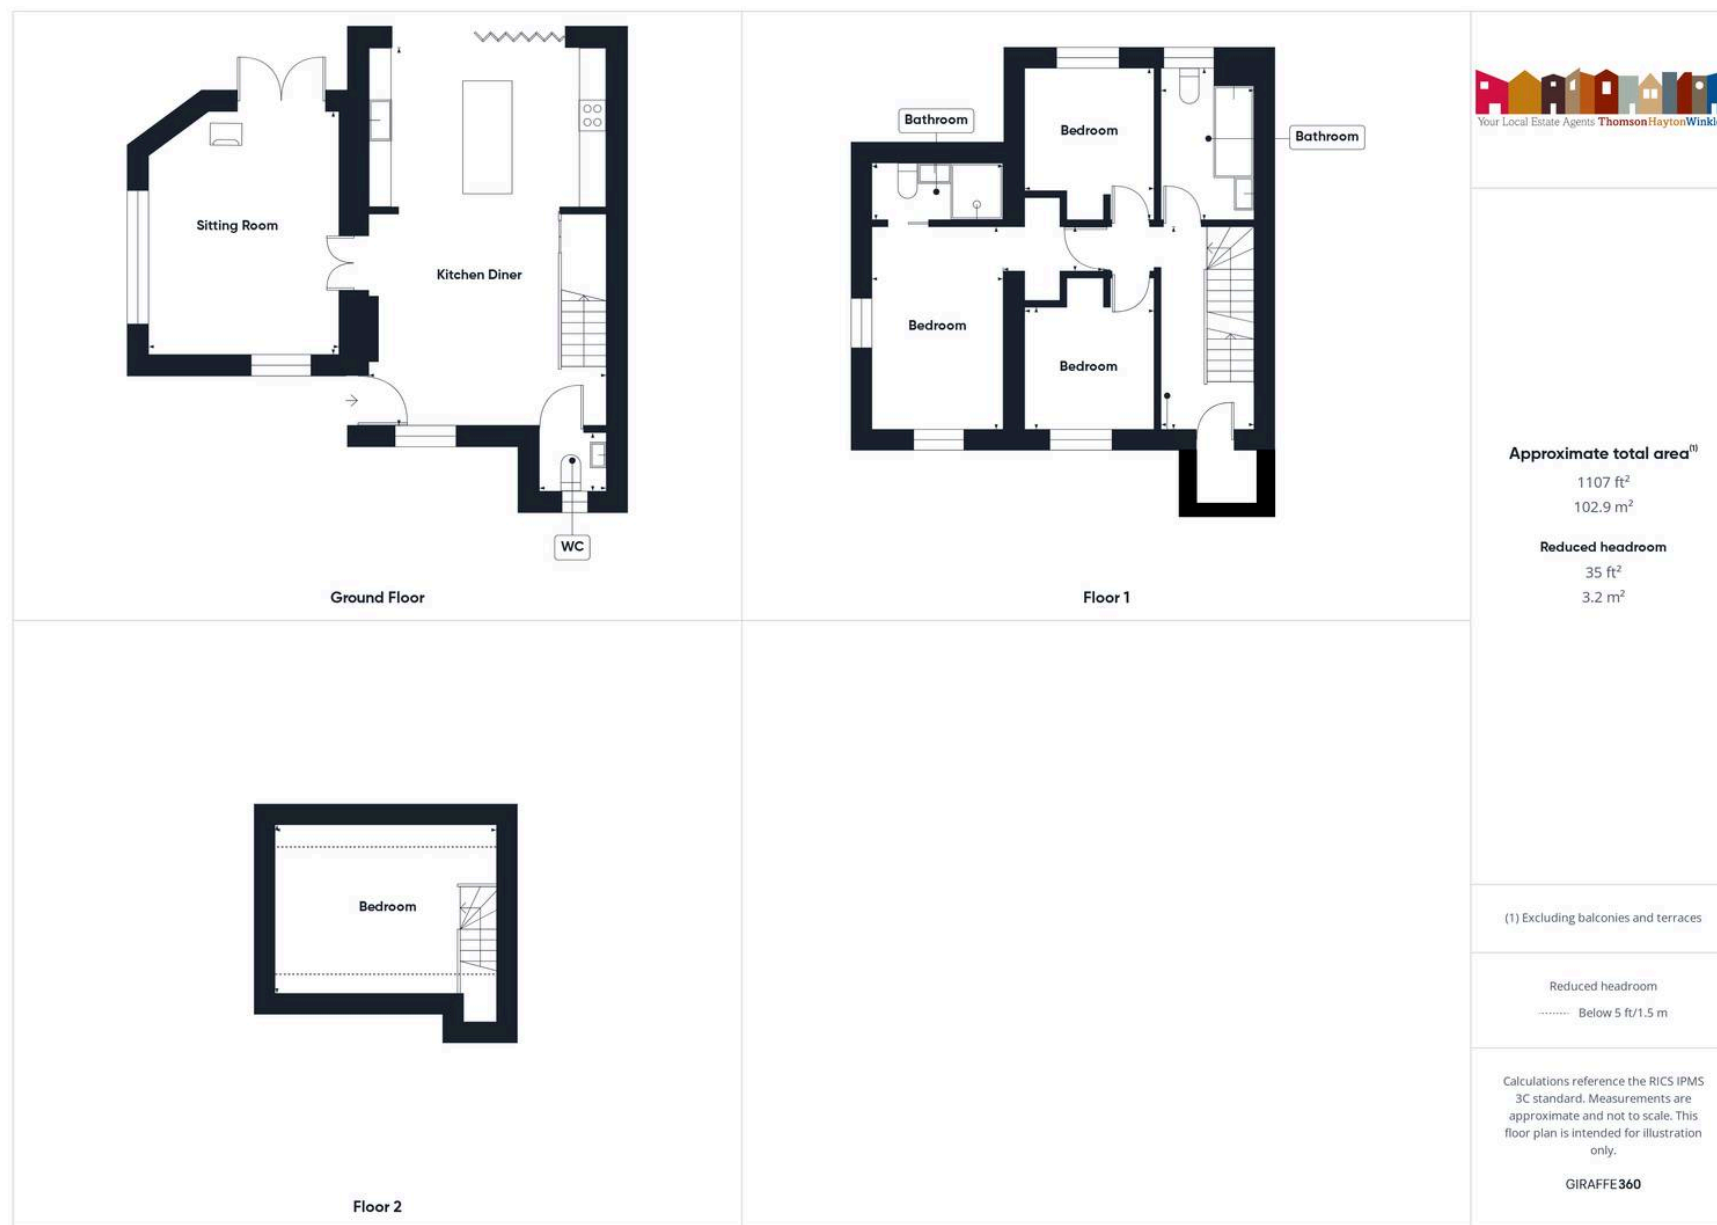 Sitting Room
Kitchen Diner
WC
Ground Floor
Bathroom
Bedroom
Bathroom
Bedroom
Bedroom
Floor 1
Bedroom
Floor 2
Your Local Estate Agents ThomsonHaytonWinkl
Approximate total area(1)
1107 ft²
102.9 m²
Reduced headroom
35 ft²
3.2 m²
(1) Excluding balconies and terraces
Reduced headroom
Below 5 ft/1.5 m
Calculations reference the RICS IPMS
3C standard. Measurements are
approximate and not to scale. This
floor plan is intended for illustration
only.
GIRAFFE360